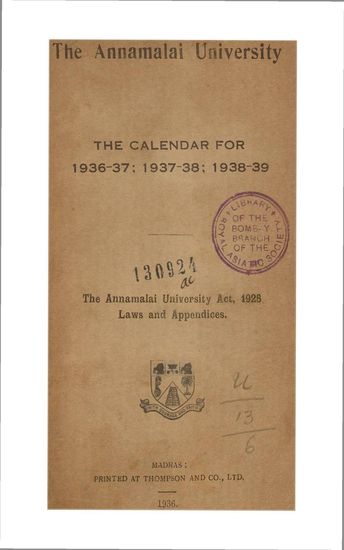 The Annamalai University
THE CALENDAR FOR
1936-37; 1937-38; 1938-39
LIBRARY
OF THE
BOMBAY
BRANCH
OF THE
ROYAL ASIATIC SOCIETY
130924
The Annamalai University Act, 1928
Laws and Appendices.
13
6
MADRAS:
PRINTED AT THOMPSON AND CO., LTD.
1936.